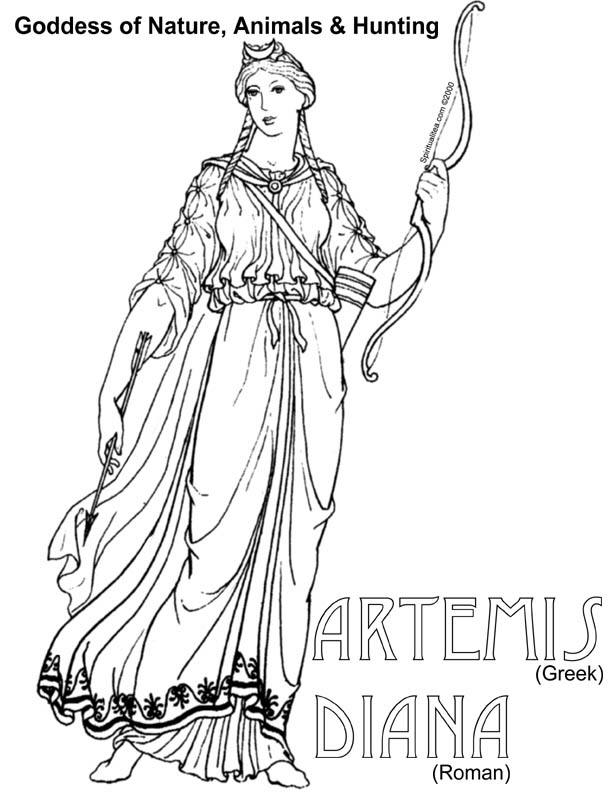 Goddess of Nature, Animals & Hunting
Spiritualitea.com ©2000
ARTEMIS
(Greek)
DIANA
(Roman)